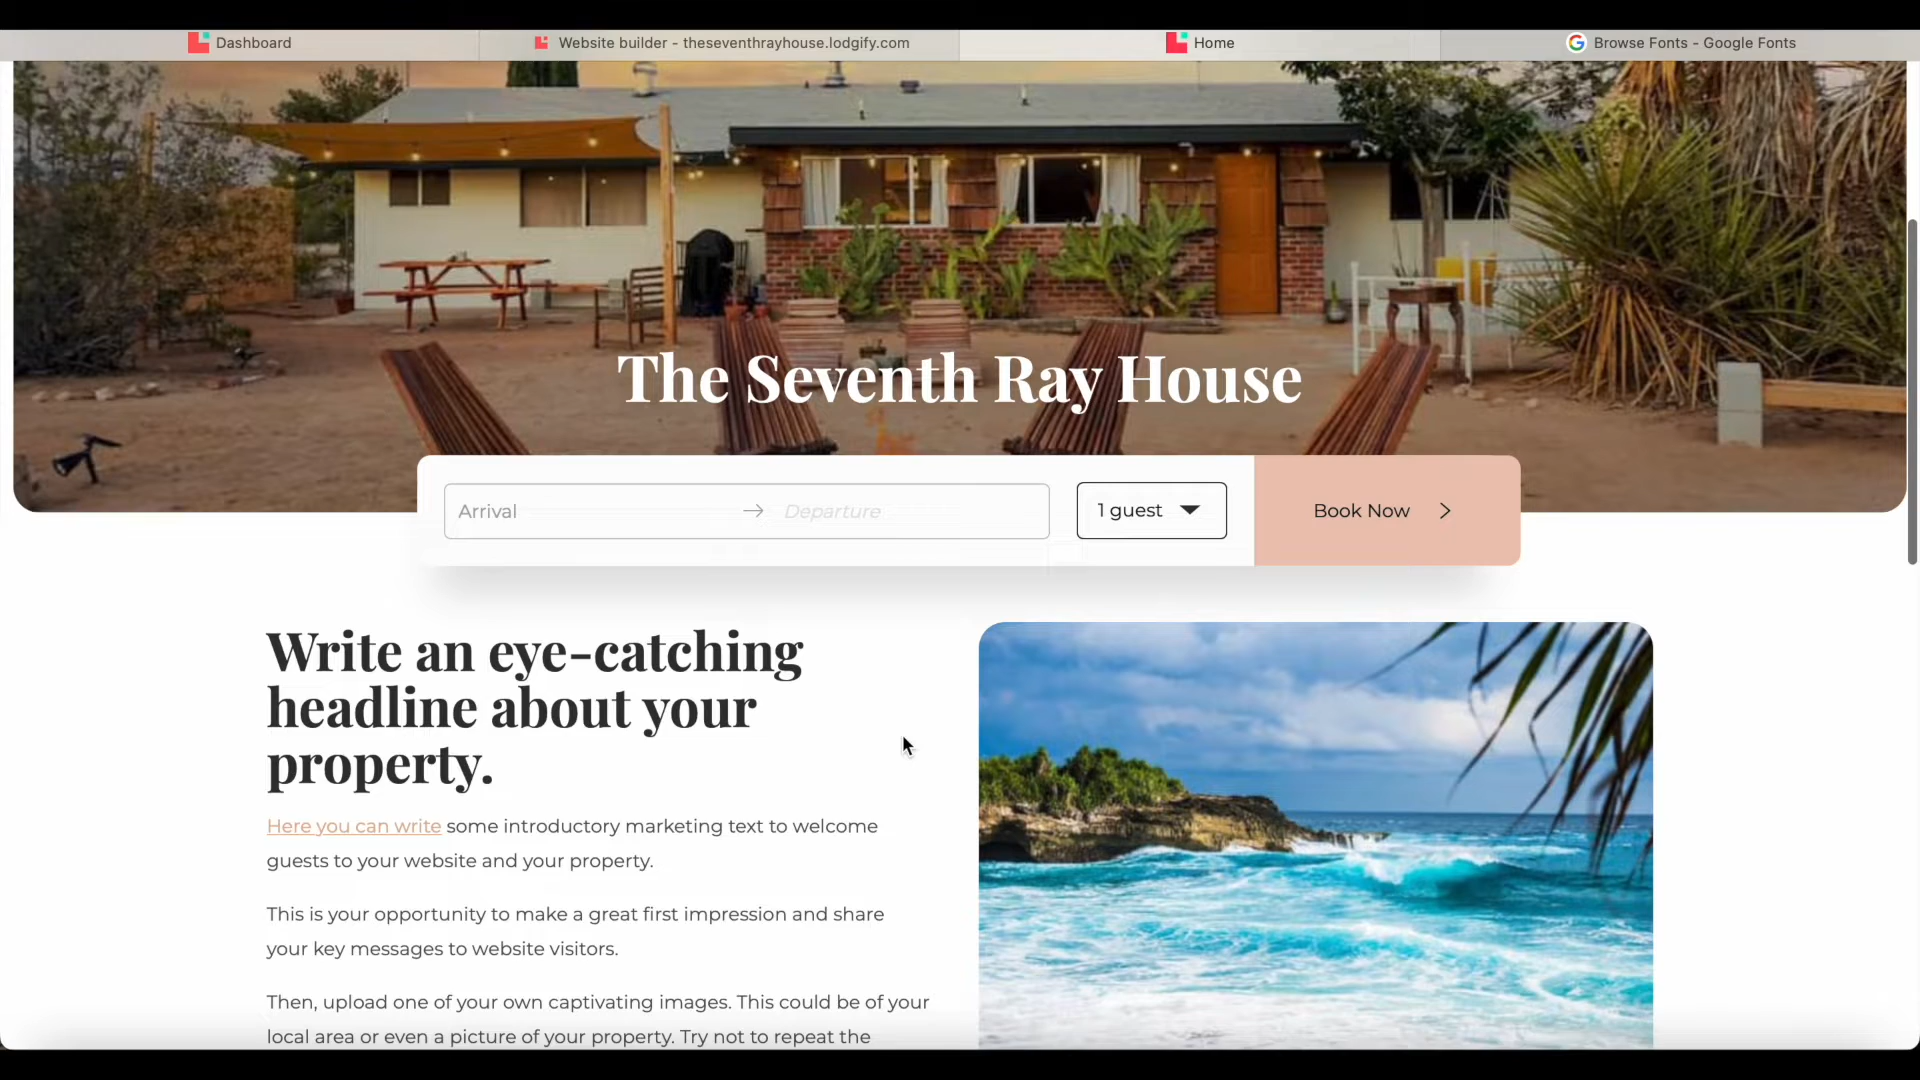 Dashboard
Website builder - theseventhrayhouse.lodgify.com
Home
Browse Fonts - Google Fonts
The Seventh Ray House
Arrival
Departure
1 guest
Book Now
Write an eye-catching
headline about your
property.
Here you can write some introductory marketing text to welcome
guests to your website and your property.
This is your opportunity to make a great first impression and share
your key messages to website visitors.
Then, upload one of your own captivating images. This could be of your
local area or even a picture of your property. Try not to repeat the